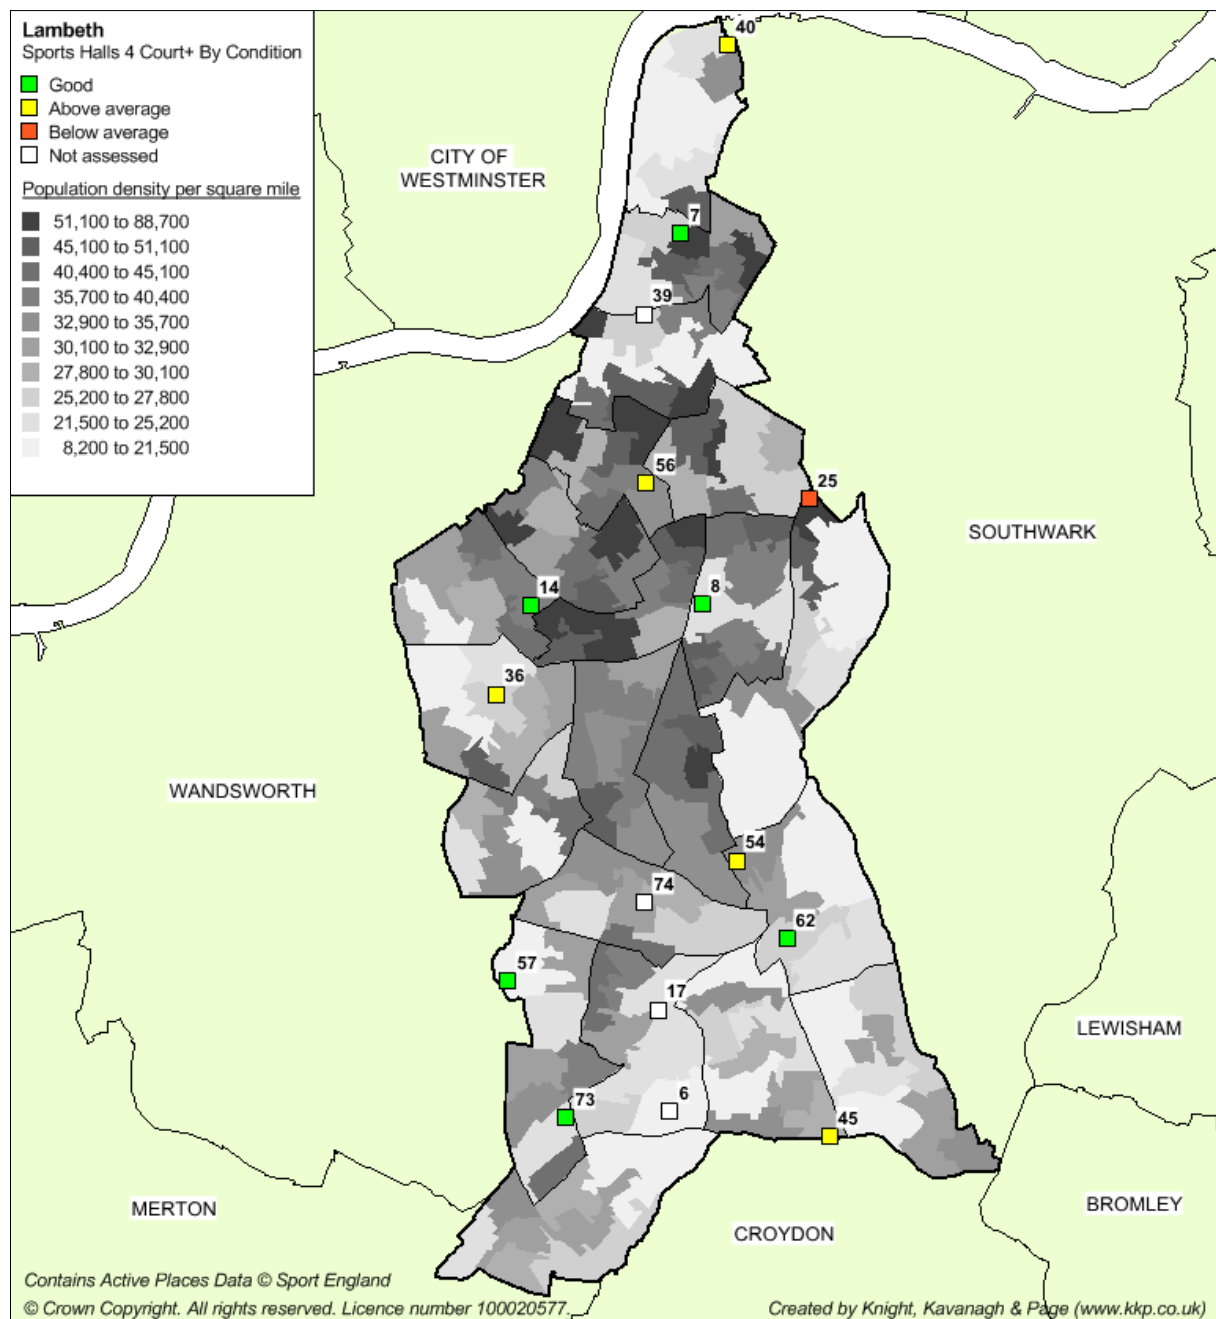 Lambeth
Sports Halls 4 Court+ By Condition
Good
Above average
Below average
Not assessed
Population density per square mile
51,100 to 88,700
45,100 to 51,100
40,400 to 45,100
35,700 to 40,400
32,900 to 35,700
30,100 to 32,900
27,800 to 30,100
25,200 to 27,800
21,500 to 25,200
8,200 to 21,500
40
CITY OF
WESTMINSTER
7
39
56
25
SOUTHWARK
14
8
36
WANDSWORTH
54
74
62
57
17
LEWISHAM
73
6
45
MERTON
BROMLEY
CROYDON
Contains Active Places Data © Sport England
© Crown Copyright. All rights reserved. Licence number 100020577.
Created by Knight, Kavanagh & Page (www.kkp.co.uk)